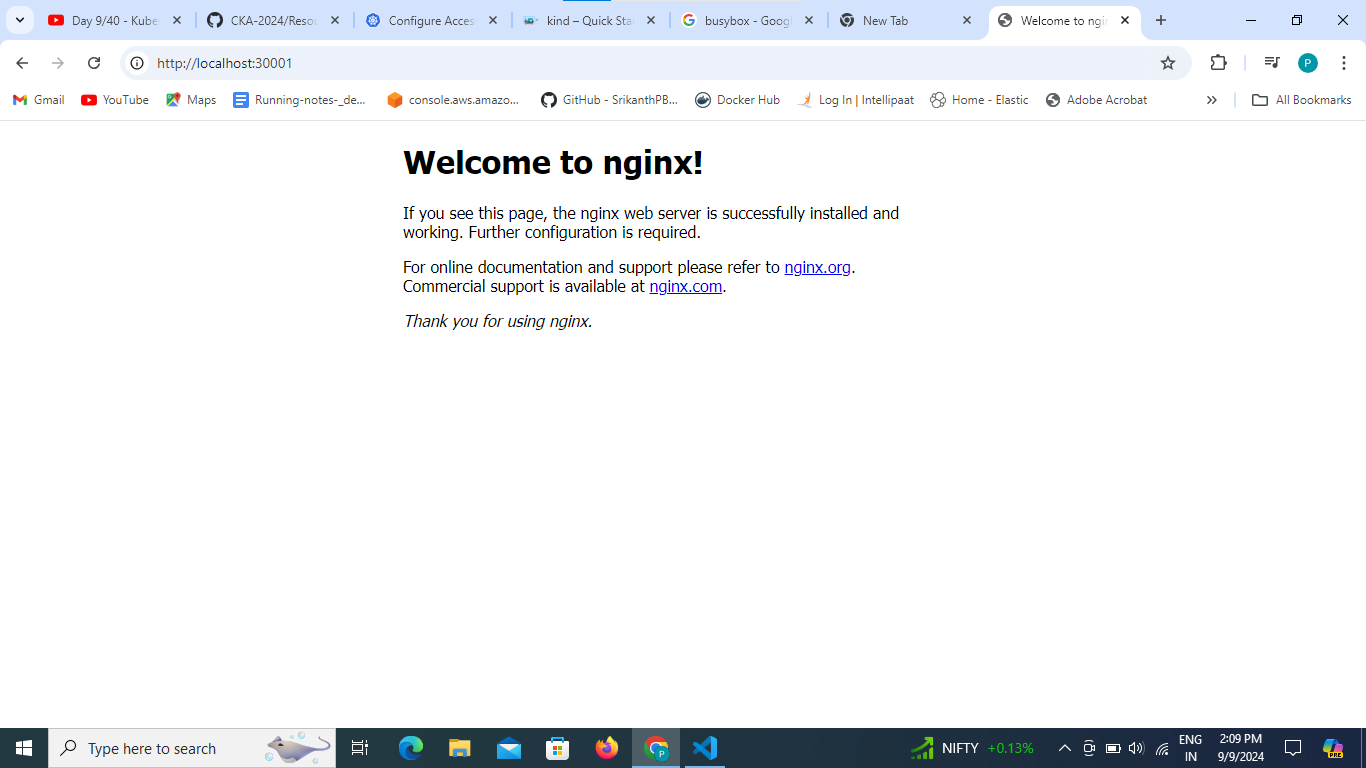 Day 9/40 - Kube
CKA-2024/Resou
Configure Acces
kind – Quick Sta
busybox - Googl
New Tab
Welcome to ngin
http://localhost:30001
P
Gmail
YouTube
Maps
Running-notes-_de...
console.aws.amazo...
GitHub - SrikanthPB...
Docker Hub
Log In | Intellipaat
Home - Elastic
Adobe Acrobat
All Bookmarks
Welcome to nginx!
If you see this page, the nginx web server is successfully installed and
working. Further configuration is required.
For online documentation and support please refer to nginx.org.
Commercial support is available at nginx.com.
Thank you for using nginx.
Type here to search
P
NIFTY +0.13%
ENG
IN
2:09 PM
9/9/2024
PRE